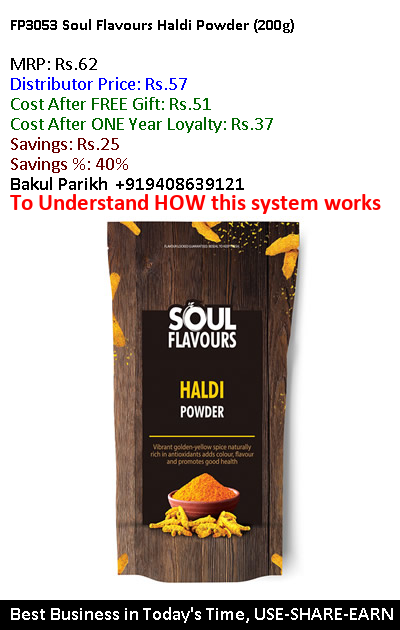 FP3053 Soul Flavours Haldi Powder (200g)
MRP: Rs.62
Distributor Price: Rs.57
Cost After FREE Gift: Rs.51
Cost After ONE Year Loyalty: Rs.37
Savings: Rs.25
Savings %: 40%
Bakul Parikh +919408639121
To Understand HOW this system works
SOUL
FLAVOURS
HALDI
POWDER
Vibrant golden-yellow spice naturally
rich in antioxidants adds colour, flavour
and promotes good health
Best Business in Today's Time, USE-SHARE-EARN